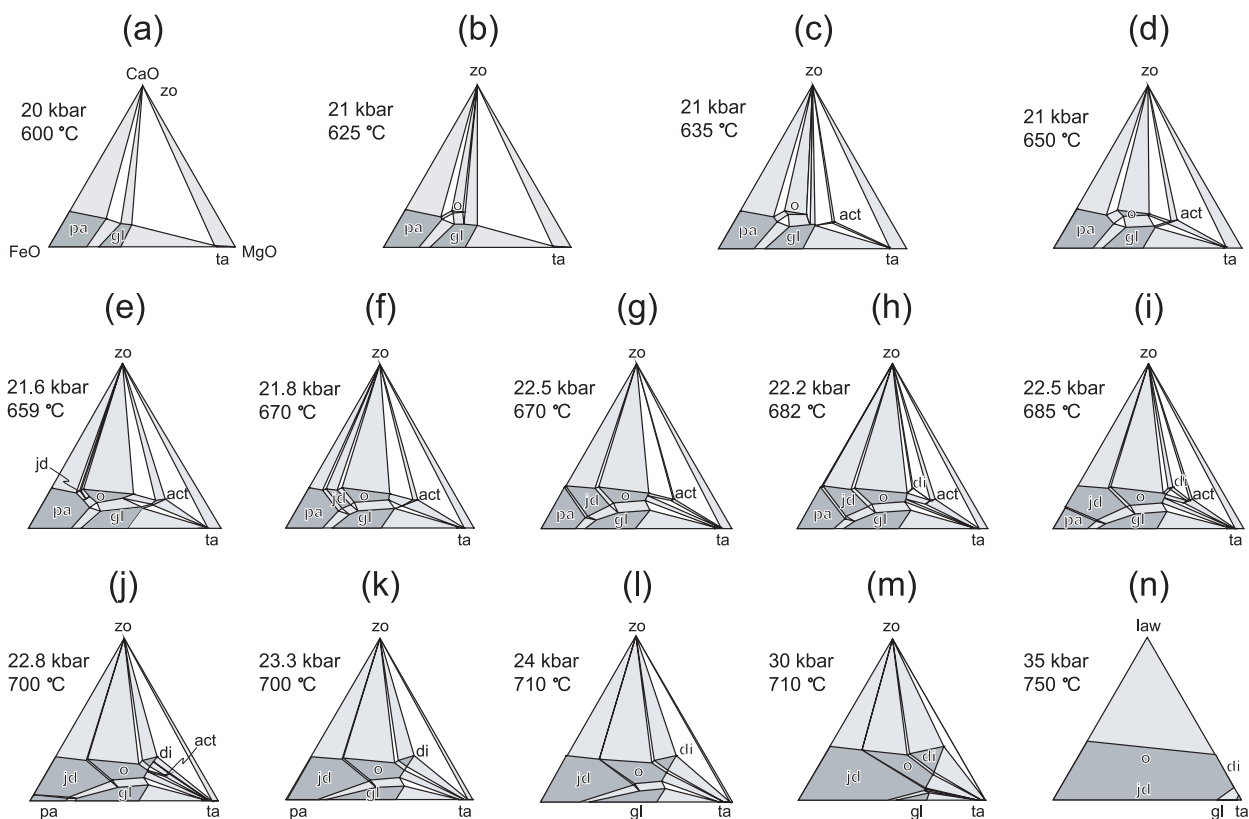 (a)
(b)
(c)
(d)
CaO
zo
zo
zo
zo
20 kbar
600 °C
21 kbar
625 °C
21 kbar
635 °C
21 kbar
650 °C
pa
gl
FeO
MgO
ta
o
pa
gl
ta
o
act
pa
gl
ta
o
act
pa
gl
ta
(e)
(f)
(g)
(h)
(i)
zo
zo
zo
zo
zo
21.6 kbar
659 °C
21.8 kbar
670 °C
22.5 kbar
670 °C
22.2 kbar
682 °C
22.5 kbar
685 °C
jd
o
act
pa
gl
ta
jd
o
act
pa
gl
ta
jd
o
act
pa
gl
ta
di
jd
o
act
pa
gl
ta
di
jd
o
act
pa
gl
ta
(j)
(k)
(l)
(m)
(n)
zo
zo
zo
zo
law
22.8 kbar
700 °C
23.3 kbar
700 °C
24 kbar
710 °C
30 kbar
710 °C
35 kbar
750 °C
di
act
jd
o
gl
pa
ta
di
jd
o
gl
pa
ta
di
jd
o
gl
ta
di
o
jd
gl
ta
o
di
jd
gl
ta